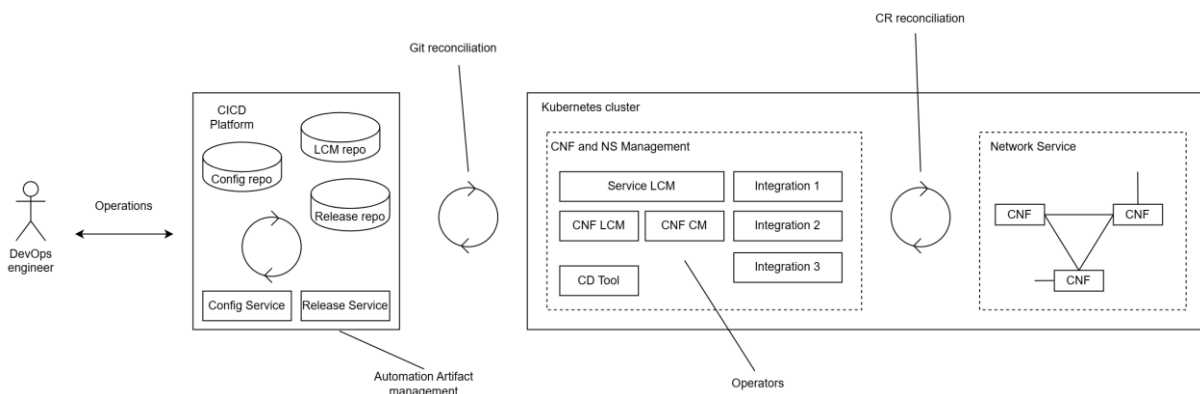 CR reconciliation
Git reconciliation
CICD
Platform
LCM repo
Config repo
Release repo
Config Service
Release Service
Operations
DevOps
engineer
Automation Artifact
management
Kubernetes cluster
CNF and NS Management
Service LCM
Integration 1
CNF LCM
CNF CM
Integration 2
CD Tool
Integration 3
Operators
Network Service
CNF
CNF
CNF